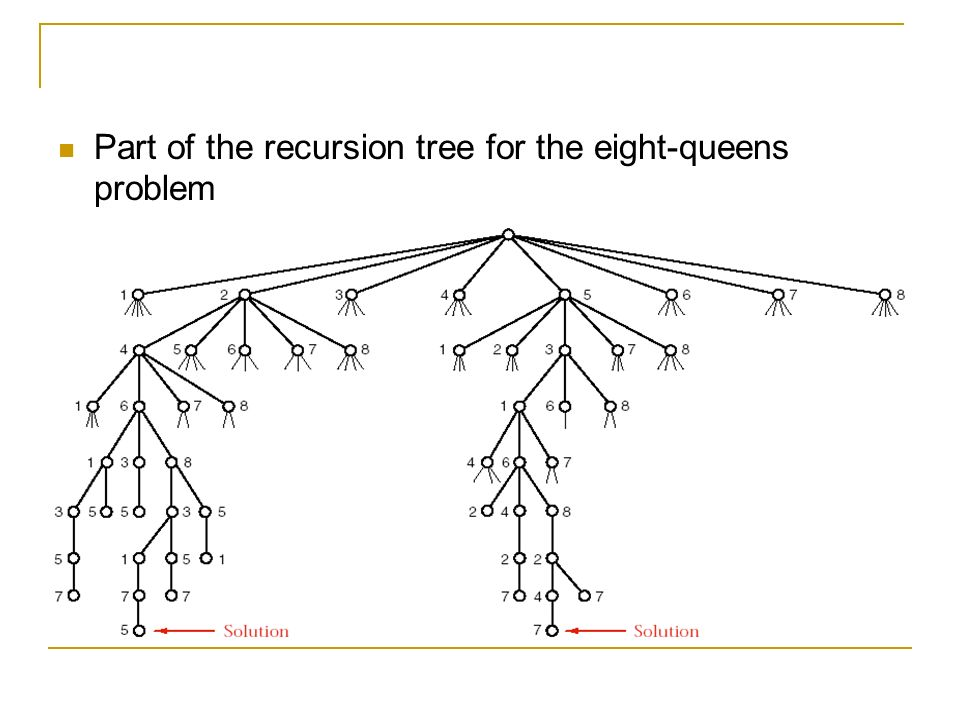 Part of the recursion tree for the eight-queens
problem
1 2 3 4 5 6 7 8
4 5 6 7 8 1 2 3 7 8
1 6 7 8 1 6 8
1 3 8 4 6 7
3 5 5 3 5 2 4 8
5 1 5 1 2 2
7 7 7 7 4 7
5 Solution 7 Solution